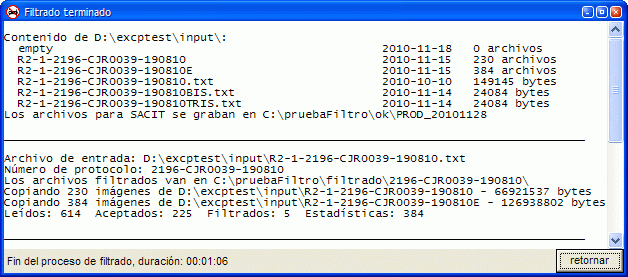 Filtrado terminado
Contenido de D:\excptest\input\:
empty 2010-11-18 0 archivos
R2-1-2196-CJR0039-190810 2010-11-15 230 archivos
R2-1-2196-CJR0039-190810E 2010-11-15 384 archivos
R2-1-2196-CJR0039-190810.txt 2010-10-10 149145 bytes
R2-1-2196-CJR0039-190810BIS.txt 2010-11-14 24084 bytes
R2-1-2196-CJR0039-190810TRIS.txt 2010-11-14 24084 bytes
Los archivos para SACIT se graban en C:\pruebaFiltro\ok\PROD_20101128
Archivo de entrada: D:\excptest\input\R2-1-2196-CJR0039-190810.txt
Número de protocolo: 2196-CJR0039-190810
Los archivos filtrados van en C:\pruebaFiltro\filtrado\2196-CJR0039-190810\
Copiando 230 imágenes de D:\excptest\input\R2-1-2196-CJR0039-190810 - 66921537 bytes
Copiando 384 imágenes de D:\excptest\input\R2-1-2196-CJR0039-190810E - 126938802 bytes
Leídos: 614 Aceptados: 225 Filtrados: 5 Estadísticas: 384
Fin del proceso de filtrado, duración: 00:01:06
retornar